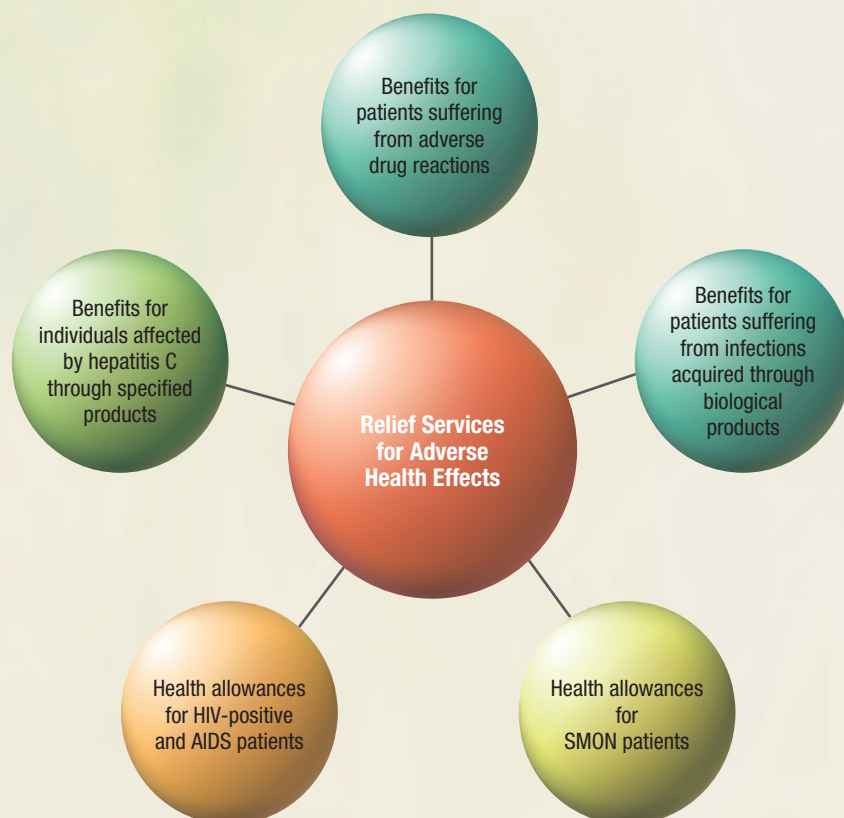 Benefits for
patients suffering
from adverse
drug reactions
Benefits for
individuals affected
by hepatitis C
through specified
products
Benefits for
patients suffering
from infections
acquired through
biological
products
Relief Services
for Adverse
Health Effects
Health allowances
for HIV-positive
and AIDS patients
Health allowances
for
SMON patients